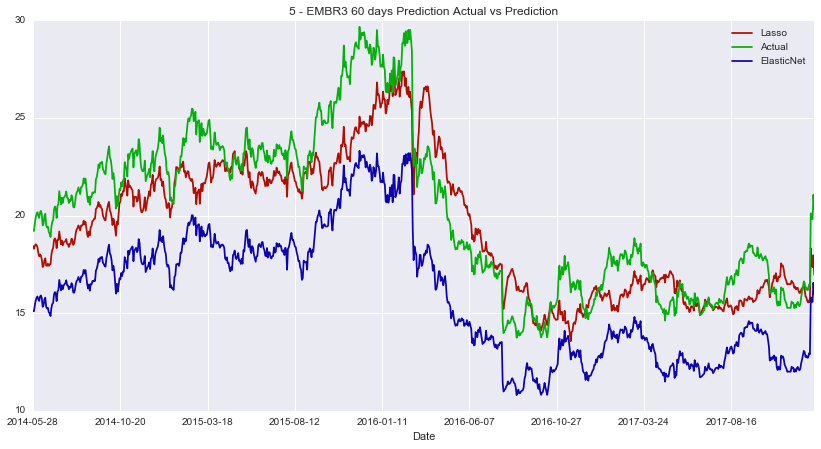 5 - EMBR3 60 days Prediction Actual vs Prediction
Lasso
Actual
ElasticNet
30
25
20
15
10
2014-05-28 2014-10-20 2015-03-18 2015-08-12 2016-01-11 2016-06-07 2016-10-27 2017-03-24 2017-08-16
Date